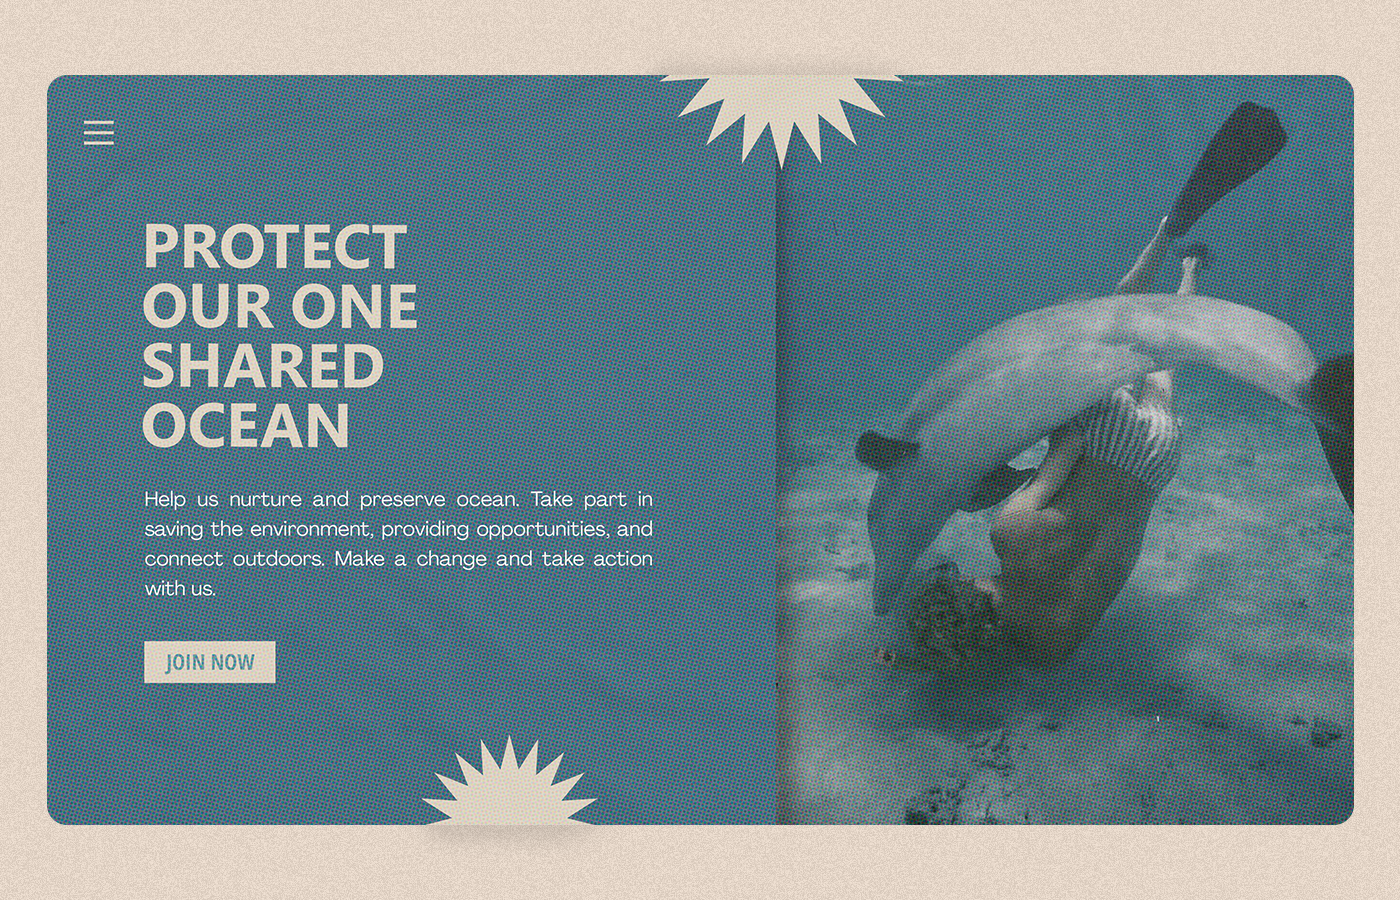 PROTECT
OUR ONE
SHARED
OCEAN
Help us nurture and preserve ocean. Take part in
saving the environment, providing opportunities, and
connect outdoors. Make a change and take action
with us.
JOIN NOW